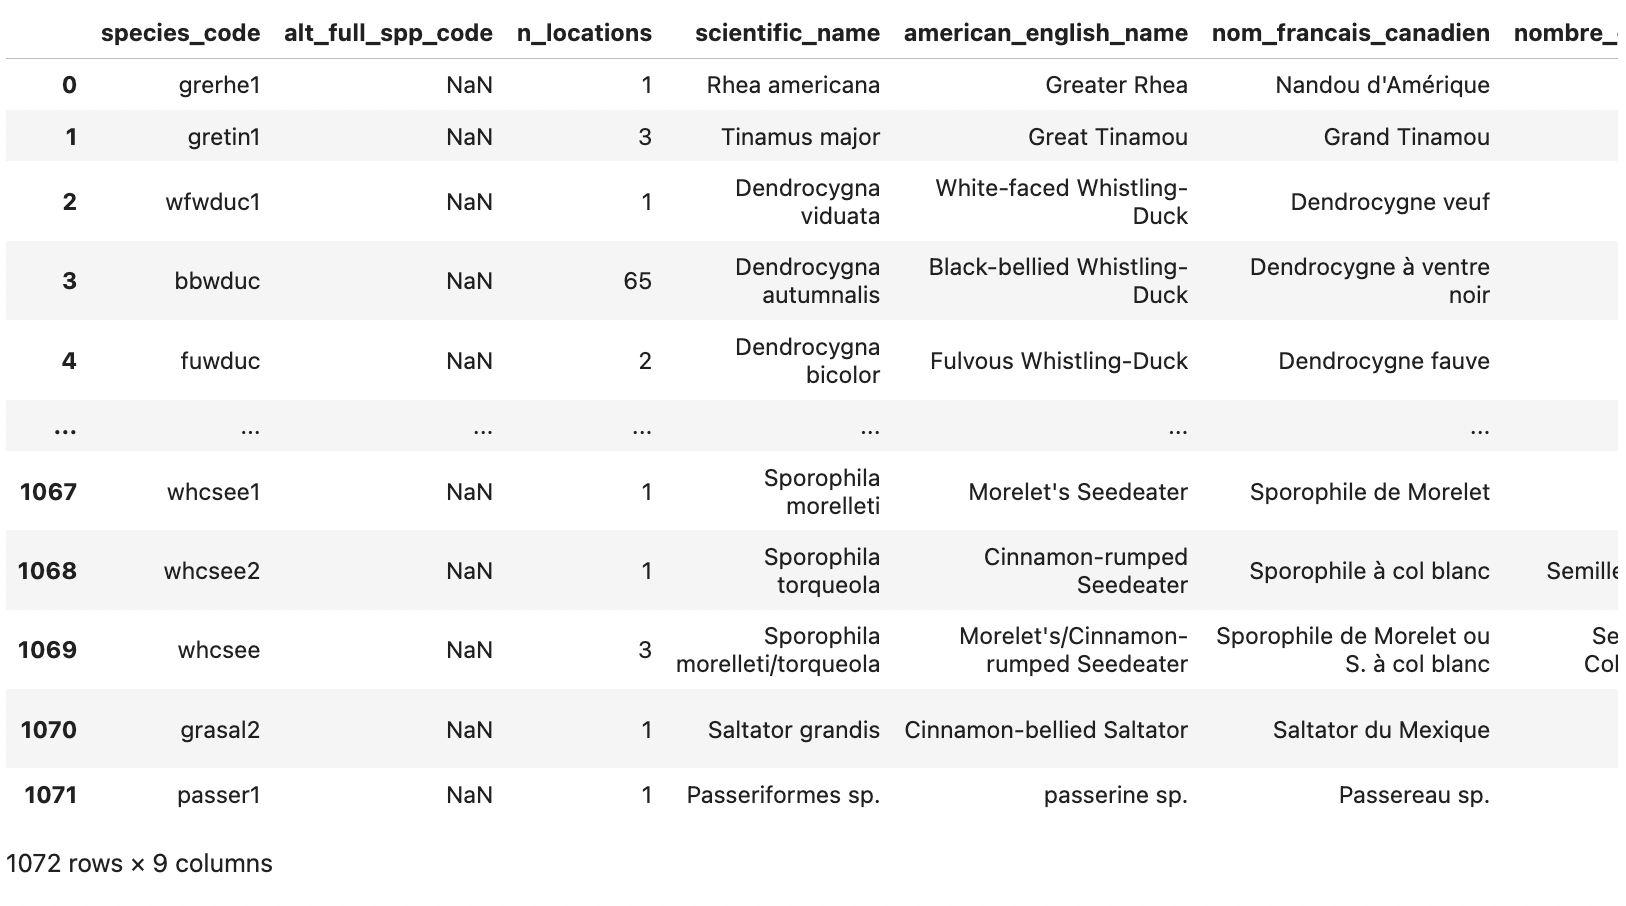 species_code alt_full_spp_code n_locations scientific_name american_english_name nom_francais_canadien nombre_
0 grerhe1 NaN 1 Rhea americana Greater Rhea Nandou d'Amérique
1 gretin1 NaN 3 Tinamus major Great Tinamou Grand Tinamou
2 wfwduc1 NaN 1 Dendrocygna viduata White-faced Whistling-Duck Dendrocygne veuf
3 bbwduc NaN 65 Dendrocygna autumnalis Black-bellied Whistling-Duck Dendrocygne à ventre noir
4 fuwduc NaN 2 Dendrocygna bicolor Fulvous Whistling-Duck Dendrocygne fauve
... ... ... ... ... ... ...
1067 whcsee1 NaN 1 Sporophila morelleti Morelet's Seedeater Sporophile de Morelet
1068 whcsee2 NaN 1 Sporophila torqueola Cinnamon-rumped Seedeater Sporophile à col blanc Semille
1069 whcsee NaN 3 Sporophila morelleti/torqueola Morelet's/Cinnamon-rumped Seedeater Sporophile de Morelet ou S. à col blanc Se Col
1070 grasal2 NaN 1 Saltator grandis Cinnamon-bellied Saltator Saltator du Mexique
1071 passer1 NaN 1 Passeriformes sp. passerine sp. Passereau sp.
1072 rows × 9 columns